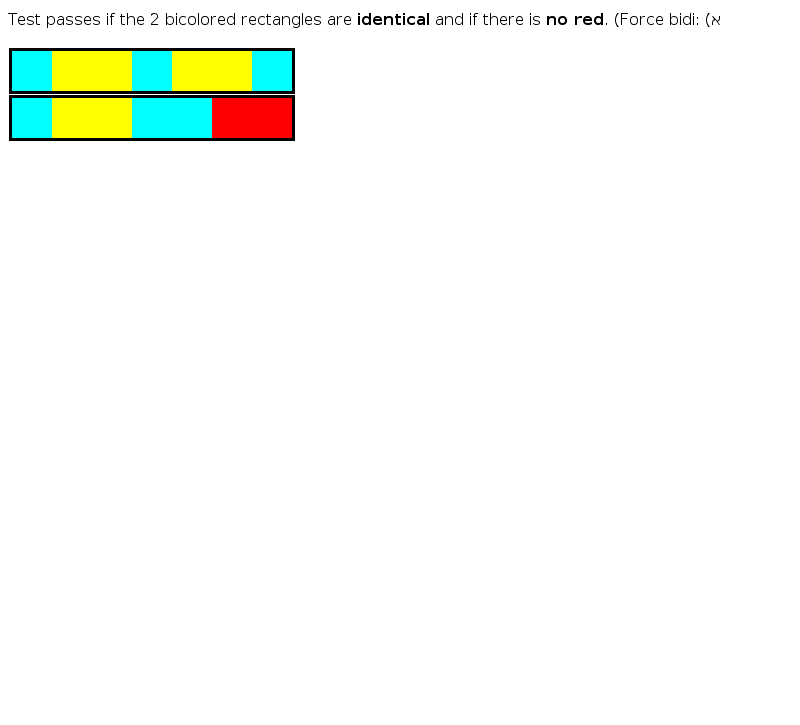 Test passes if the 2 bicolored rectangles are identical and if there is no red. (Force bidi: (א